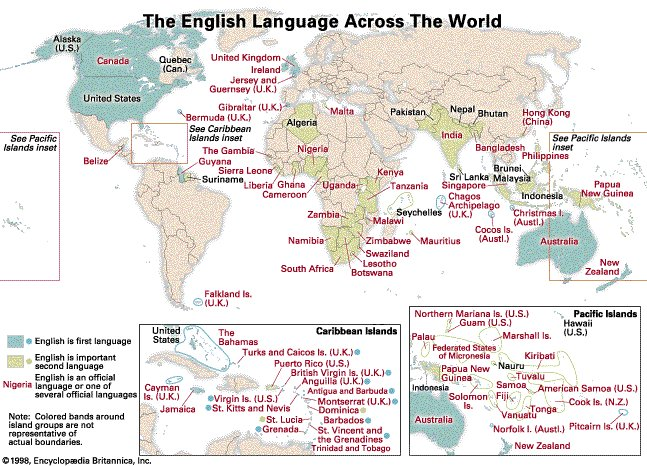 The English Language Across The World
Alaska
(U.S.)
Canada
Quebec
(Can.)
United States
United Kingdom
Ireland
Jersey and
Guernsey (U.K.)
Gibraltar (U.K.)
Malta
Bermuda (U.K.)
See Pacific
Islands inset
See Caribbean
Islands inset
Belize
Guyana
Suriname
Algeria
The Gambia
Nigeria
Sierra Leone
Liberia
Ghana
Cameroon
Uganda
Kenya
Tanzania
Zambia
Malawi
Namibia
Zimbabwe
Swaziland
Lesotho
South Africa
Botswana
Seychelles
Mauritius
Pakistan
Nepal
Bhutan
India
Bangladesh
Hong Kong
(China)
Philippines
See Pacific Islands
inset
Sri Lanka
Brunei
Malaysia
Singapore
Indonesia
Chagos
Archipelago
(U.K.)
Papua
New Guinea
Cocos Is.
(Austl.)
Christmas I.
(Austl.)
Australia
New
Zealand
Falkland Is.
(U.K.)
English is first language
English is important
second language
Nigeria
English is an official
language or one of
several official languages
Note: Colored bands around
island groups are not
representative of
actual boundaries.
Caribbean Islands
United
States
The
Bahamas
Turks and Caicos Is. (U.K.)
Puerto Rico (U.S.)
British Virgin Is. (U.K.)
Anguilla (U.K.)
Antigua and Barbuda
Cayman
Is. (U.K.)
Jamaica
Virgin Is. (U.S.)
St. Kitts and Nevis
Montserrat (U.K.)
Dominica
St. Lucia
Barbados
Grenada
St. Vincent and
the Grenadines
Trinidad and Tobago
Pacific Islands
Northern Mariana Is. (U.S.)
Guam (U.S.)
Hawaii
(U.S.)
Palau
Marshall Is.
Federated States
of Micronesia
Nauru
Kiribati
Papua New
Guinea
Tuvalu
Indonesia
Samoa
American Samoa (U.S.)
Solomon
Is.
Fiji
Cook Is. (N.Z.)
Tonga
Vanuatu
Australia
Norfolk I. (Austl.)
Pitcairn Is. (U.K.)
New Zealand
©1998, Encyclopædia Britannica, Inc.